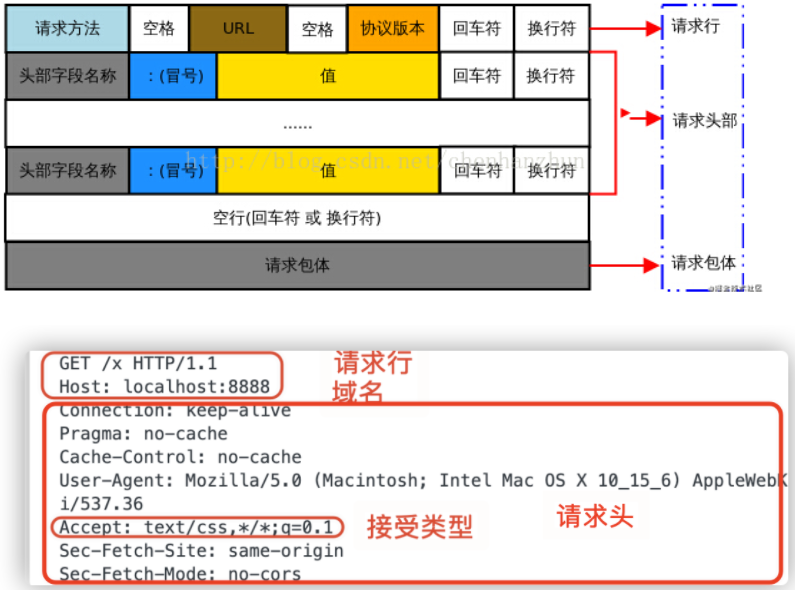 请求方法 空格 URL 空格 协议版本 回车符 换行符 请求行
头部字段名称 :(冒号) 值 回车符 换行符
...... 请求头部
http://blog.csdn.net/chenhanzhun
头部字段名称 :(冒号) 值 回车符 换行符
空行(回车符 或 换行符)
请求包体 请求包体
@稀土掘金技术社区
GET /x HTTP/1.1 请求行
Host: localhost:8888 域名
Connection: keep-alive
Pragma: no-cache
Cache-Control: no-cache
User-Agent: Mozilla/5.0 (Macintosh; Intel Mac OS X 10_15_6) AppleWebK
i/537.36
Accept: text/css,*/*;q=0.1 接受类型 请求头
Sec-Fetch-Site: same-origin
Sec-Fetch-Mode: no-cors